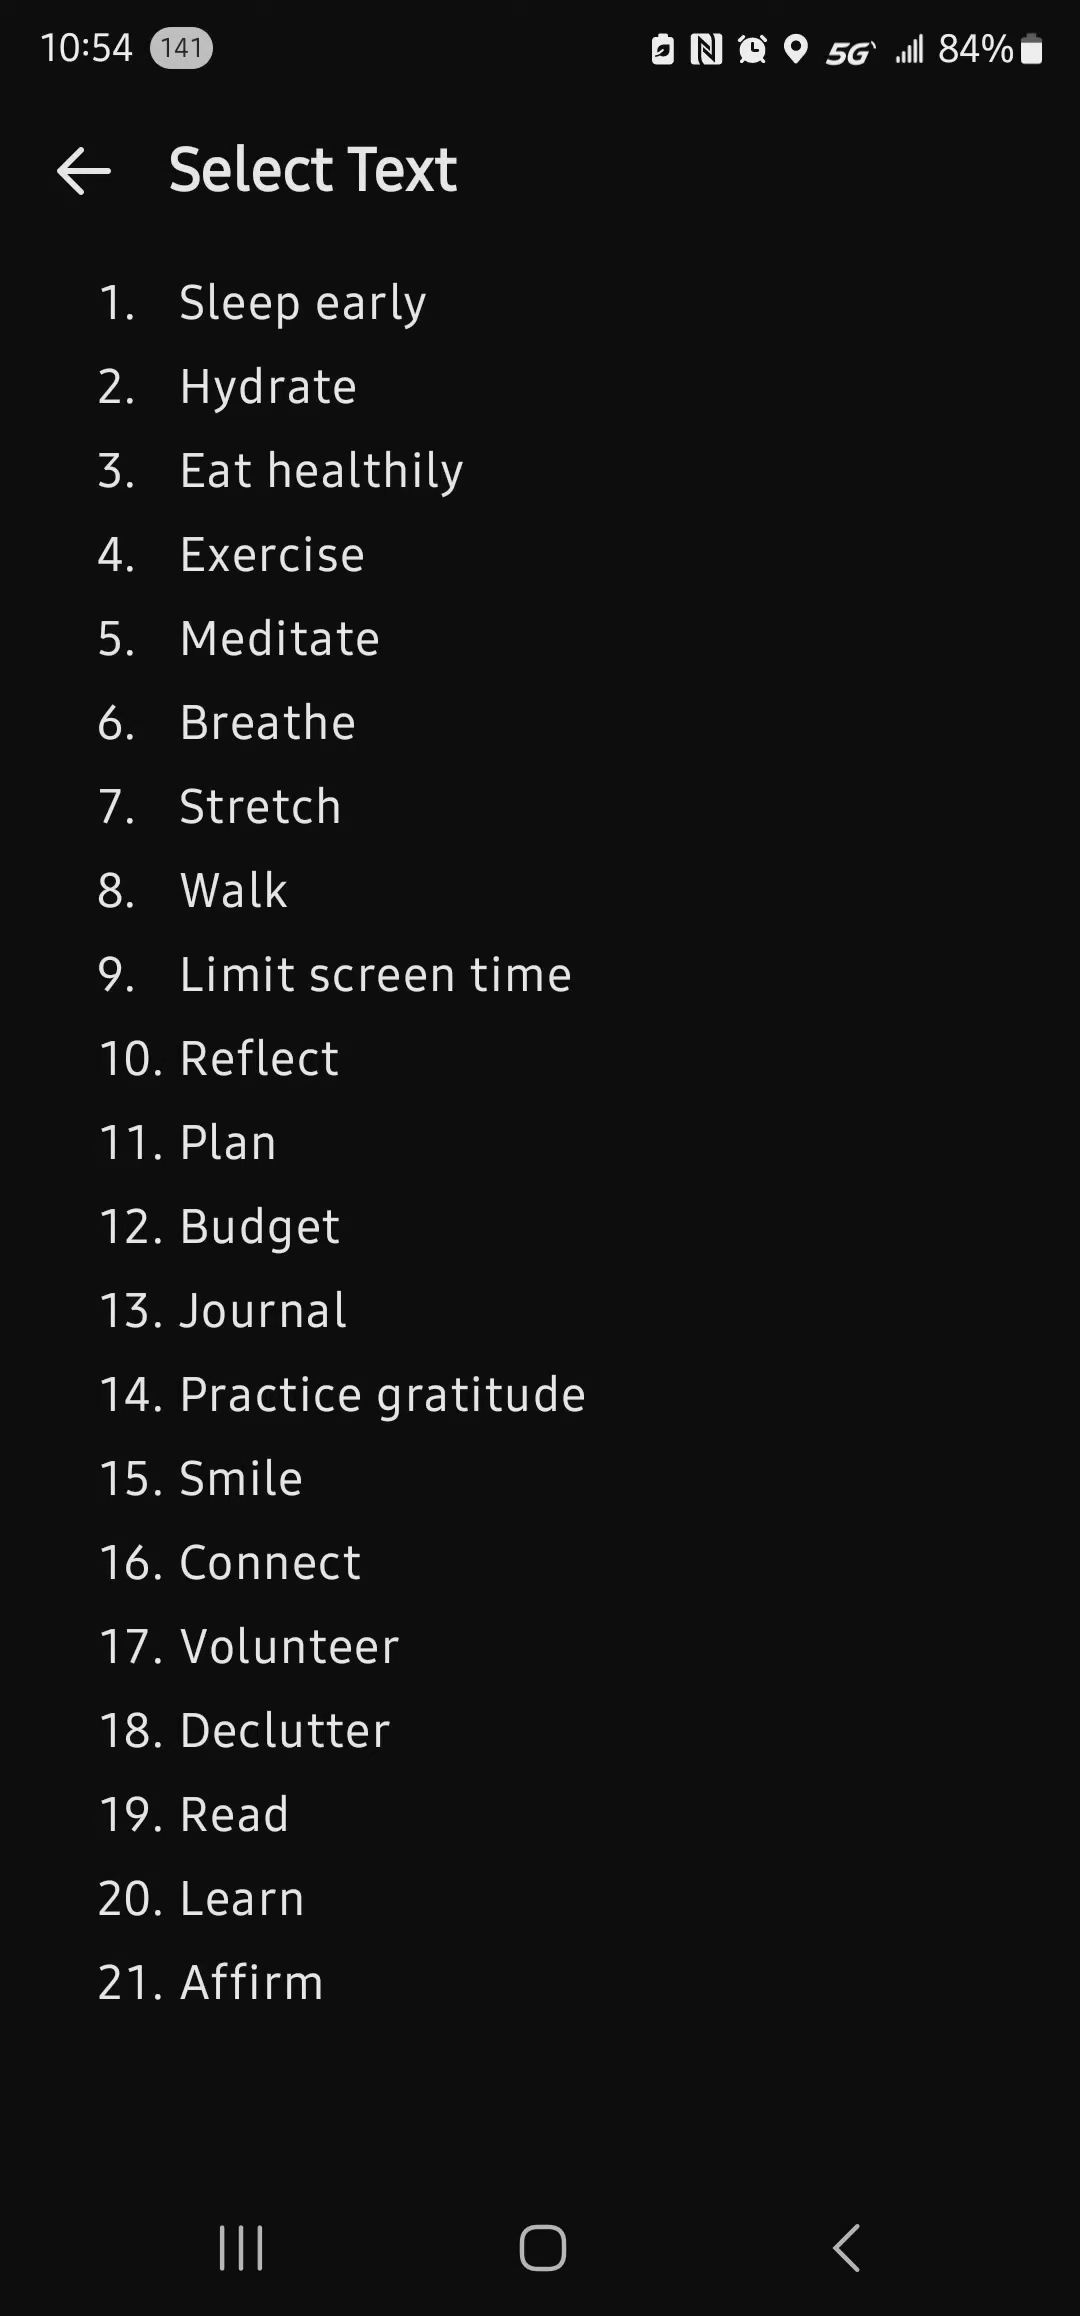 10:54 141 5G 84%
Select Text
1. Sleep early
2. Hydrate
3. Eat healthily
4. Exercise
5. Meditate
6. Breathe
7. Stretch
8. Walk
9. Limit screen time
10. Reflect
11. Plan
12. Budget
13. Journal
14. Practice gratitude
15. Smile
16. Connect
17. Volunteer
18. Declutter
19. Read
20. Learn
21. Affirm